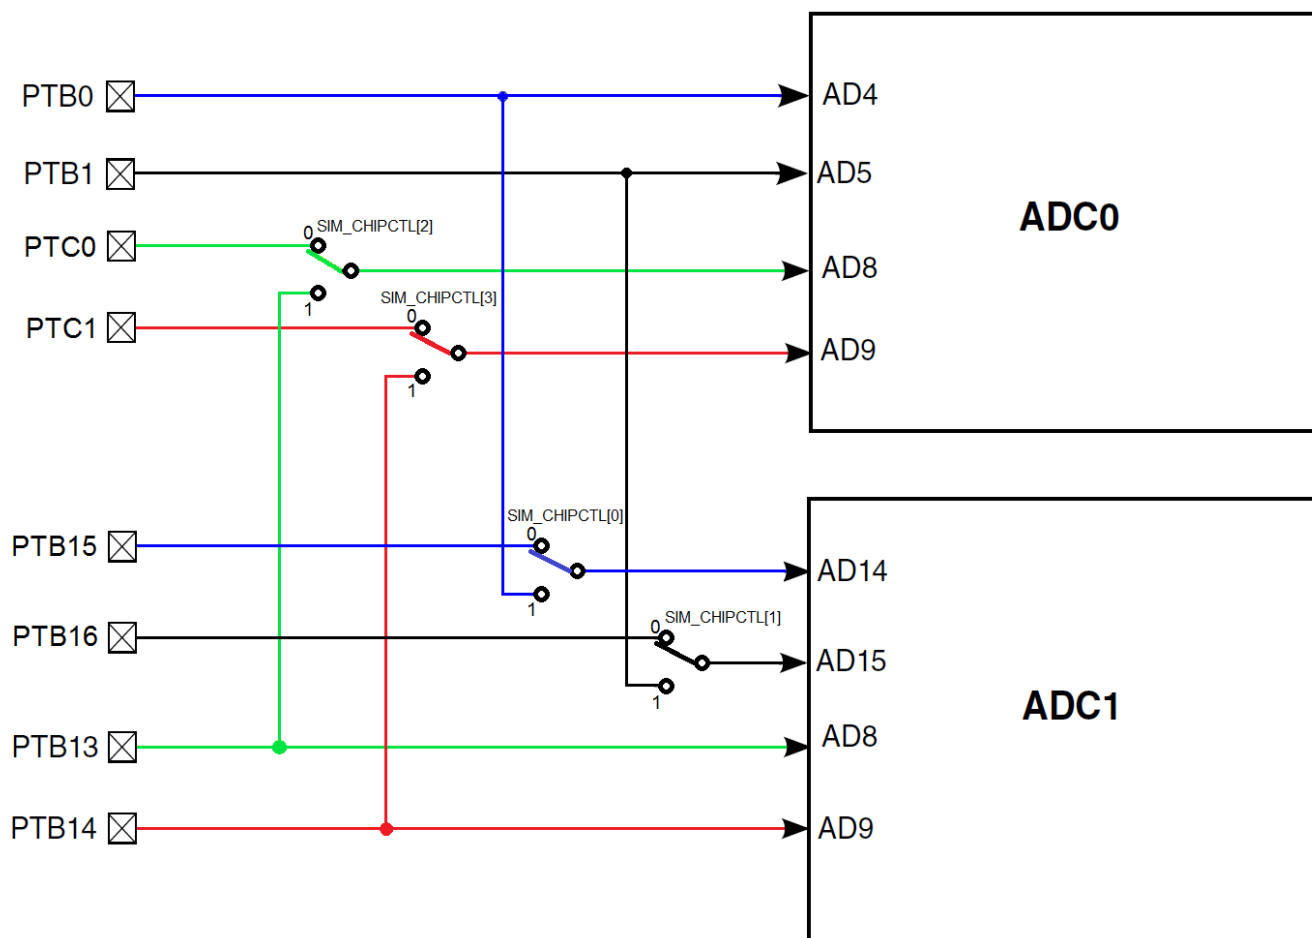 PTB0
AD4
PTB1
AD5
ADC0
SIM_CHIPCTL[2]
0
PTC0
AD8
1
SIM_CHIPCTL[3]
0
PTC1
AD9
1
SIM_CHIPCTL[0]
0
PTB15
AD14
1
SIM_CHIPCTL[1]
0
PTB16
AD15
1
ADC1
PTB13
AD8
PTB14
AD9